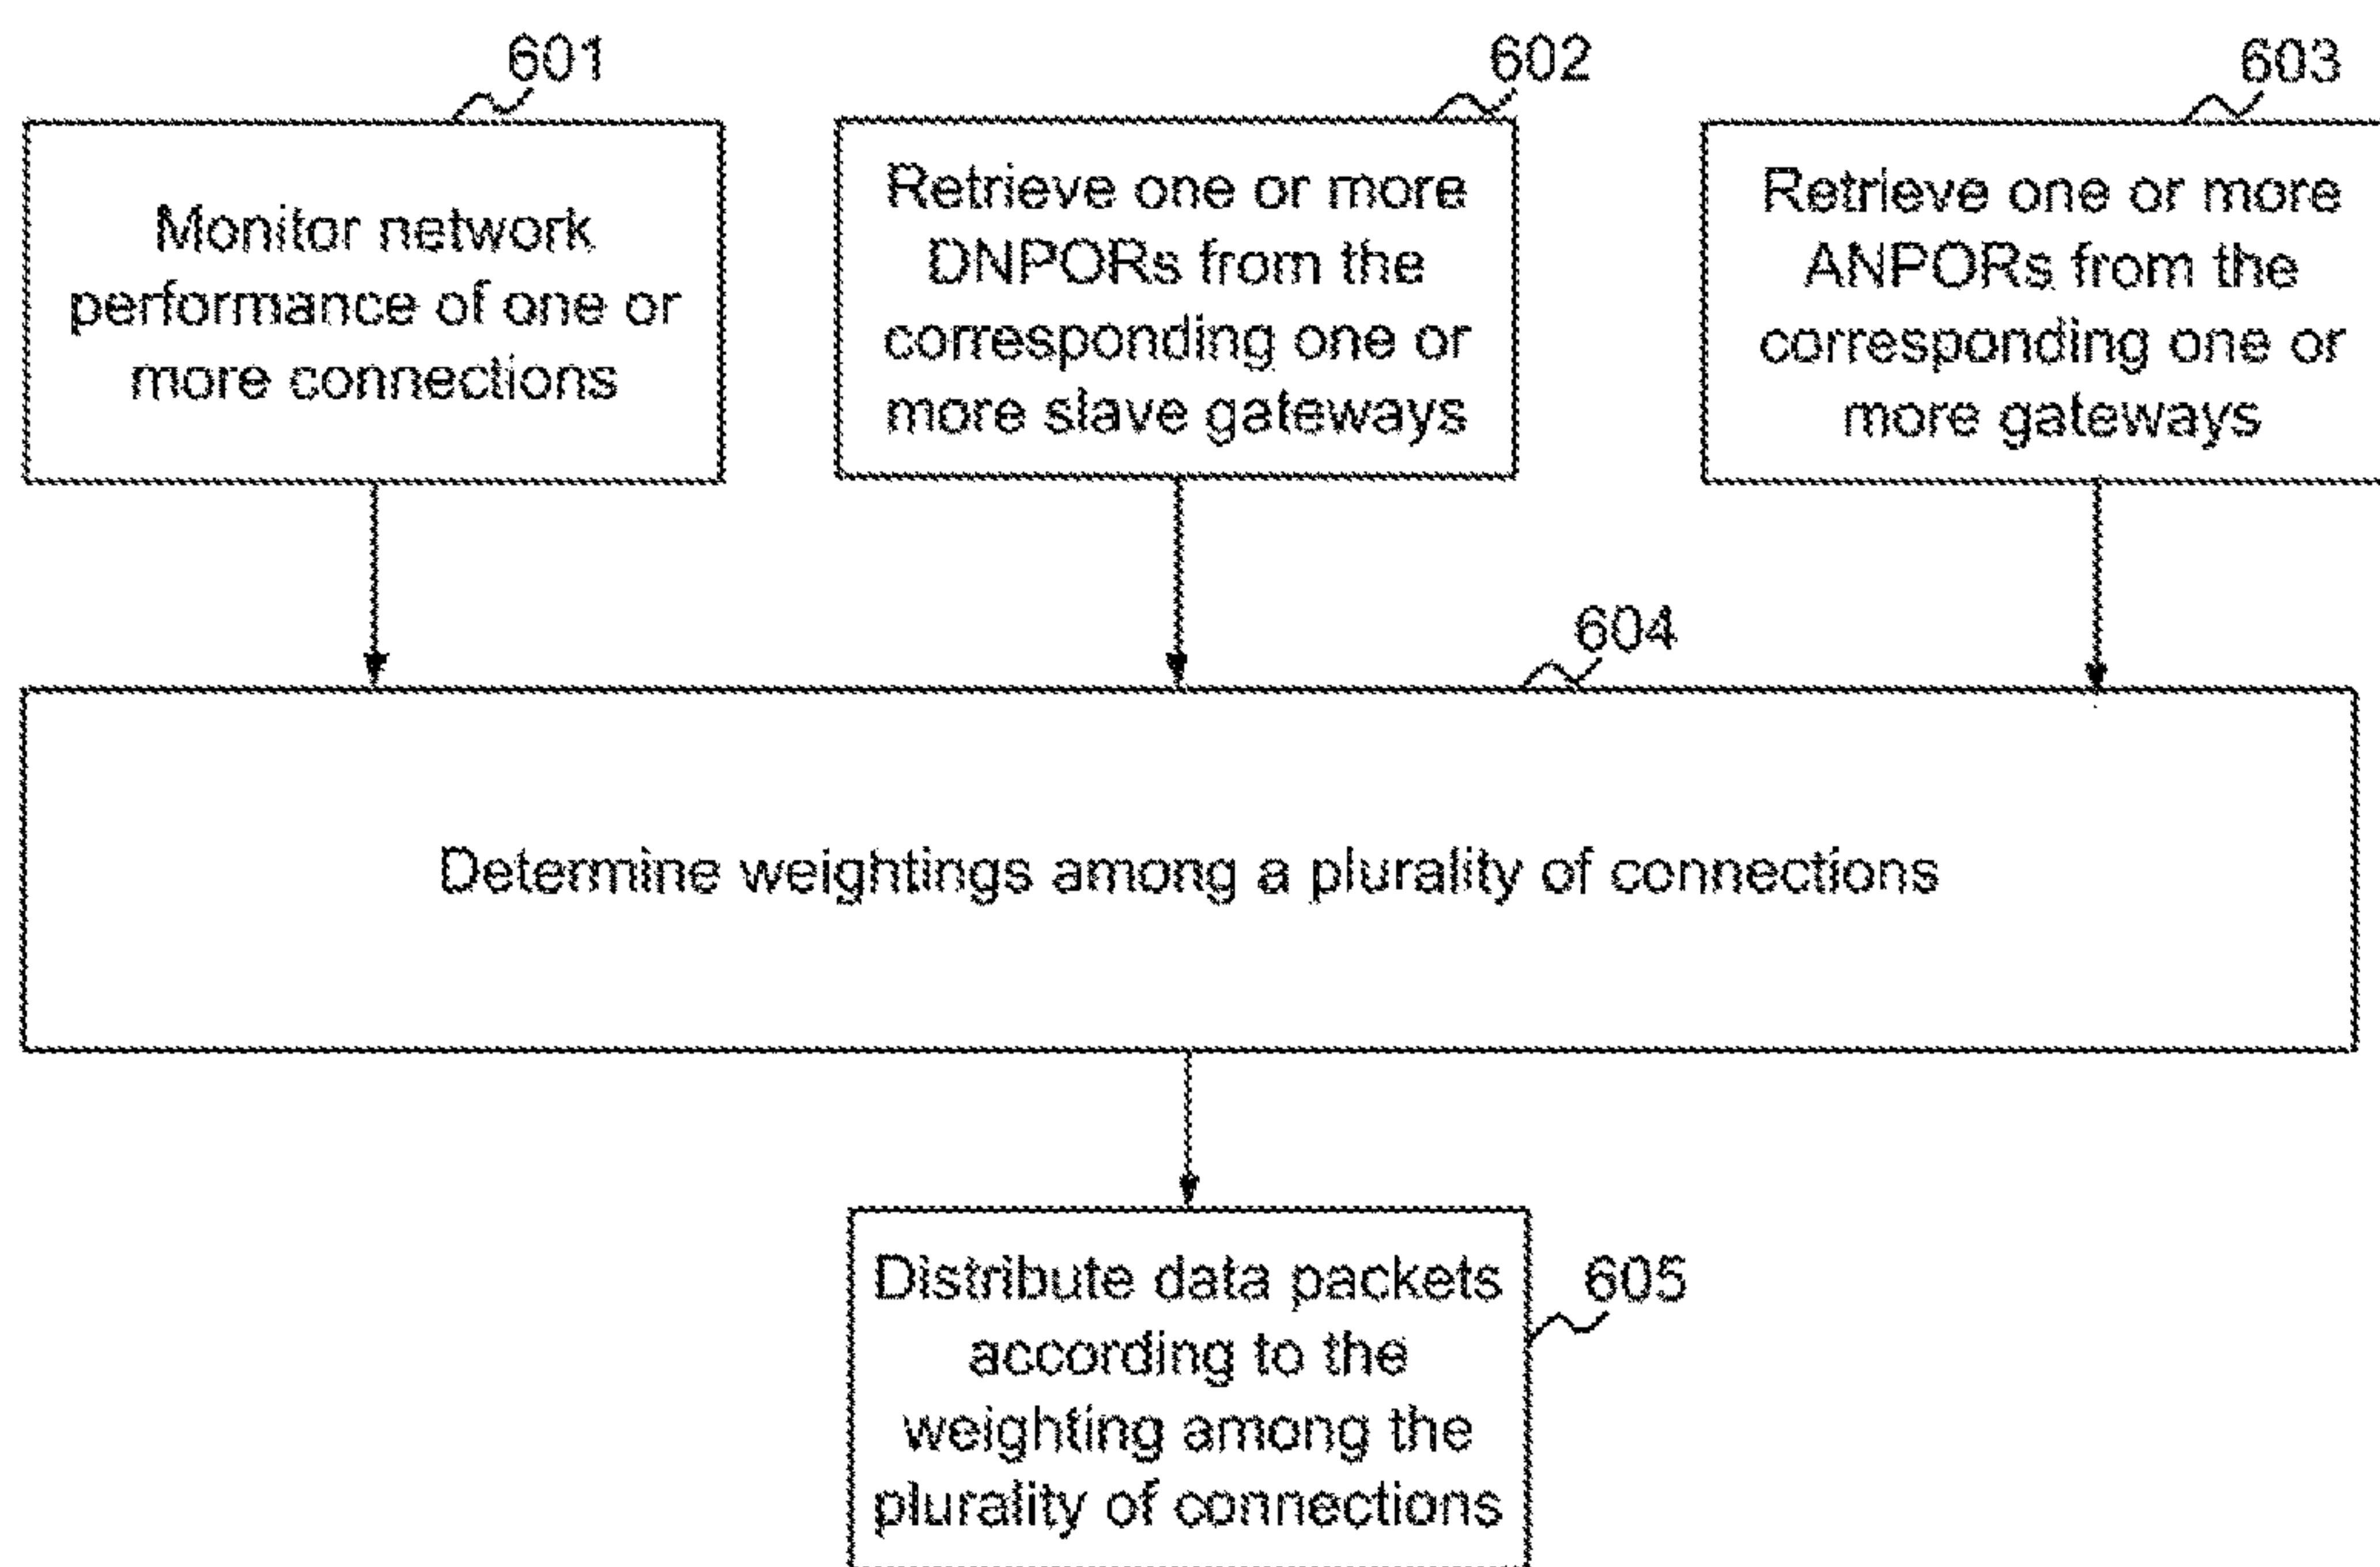 601
Monitor network
performance of one or
more connections
602
Retrieve one or more
DNPORs from the
corresponding one or
more slave gateways
603
Retrieve one or more
ANPORs from the
corresponding one or
more gateways
604
Determine weightings among a plurality of connections
605
Distribute data packets
according to the
weighting among the
plurality of connections